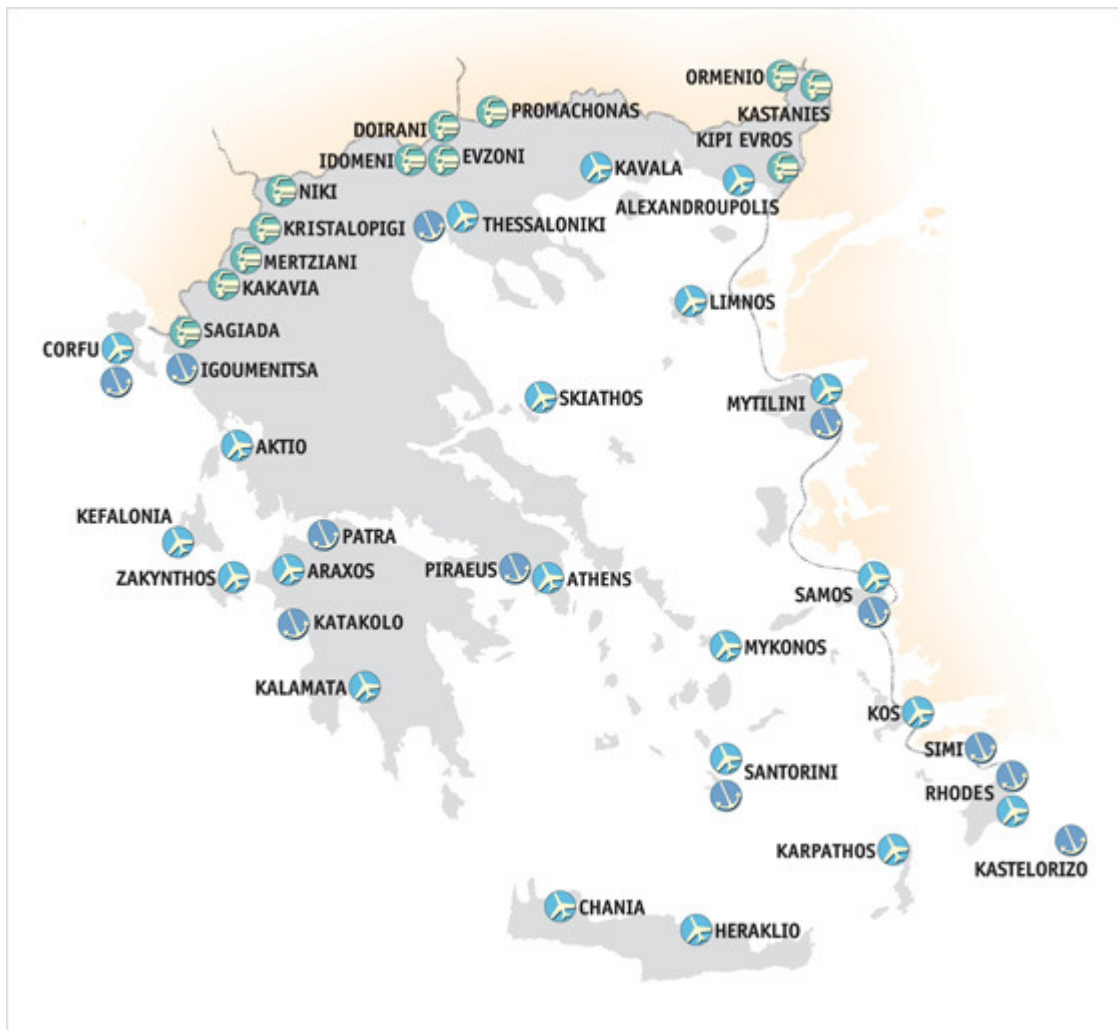 ORMENIO
KASTANIES
PROMACHONAS
DOIRANI
KIPI EVROS
IDOMENI
EVZONI
KAVALA
NIKI
ALEXANDROUPOLIS
KRISTALOPIGI
THESSALONIKI
MERTZIANI
KAKAVIA
LIMNOS
SAGIADA
CORFU
IGOUMENITSA
SKIATHOS
MYTILINI
AKTIO
KEFALONIA
PATRA
ZAKYNTHOS
ARAXOS
PIRAEUS
ATHENS
SAMOS
KATAKOLO
MYKONOS
KALAMATA
KOS
SIMI
SANTORINI
RHODES
KARPATHOS
KASTELORIZO
CHANIA
HERAKLIO